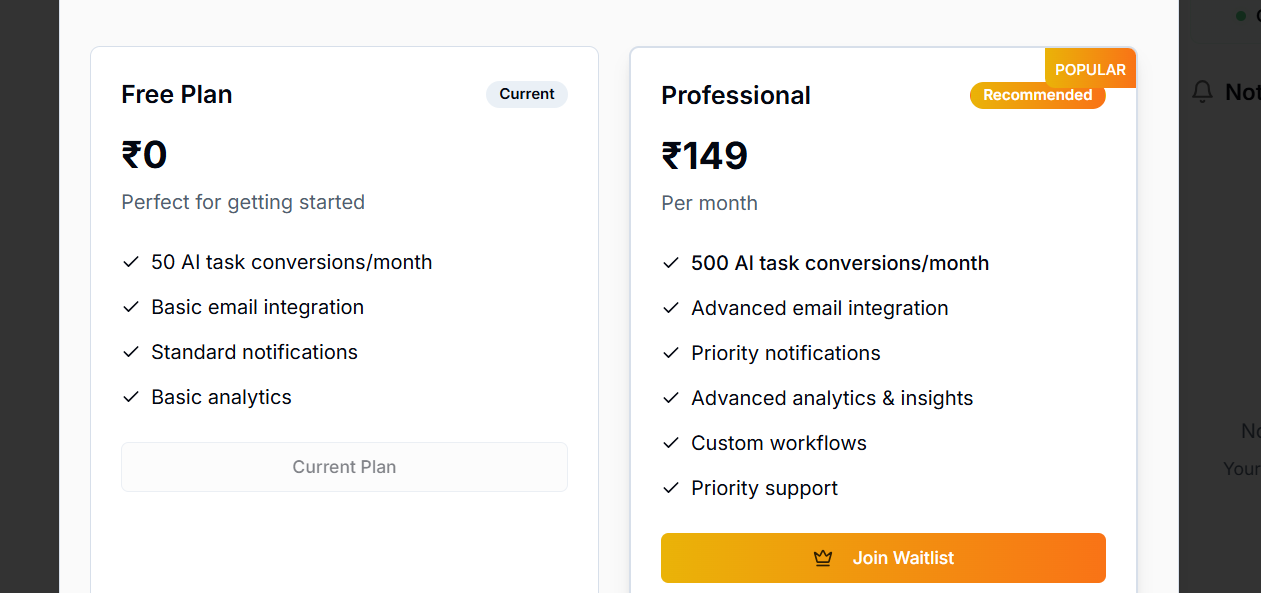 Free Plan
Current
₹0
Perfect for getting started
50 AI task conversions/month
Basic email integration
Standard notifications
Basic analytics
Current Plan
POPULAR
Professional
Recommended
₹149
Per month
500 AI task conversions/month
Advanced email integration
Priority notifications
Advanced analytics & insights
Custom workflows
Priority support
Join Waitlist
Your